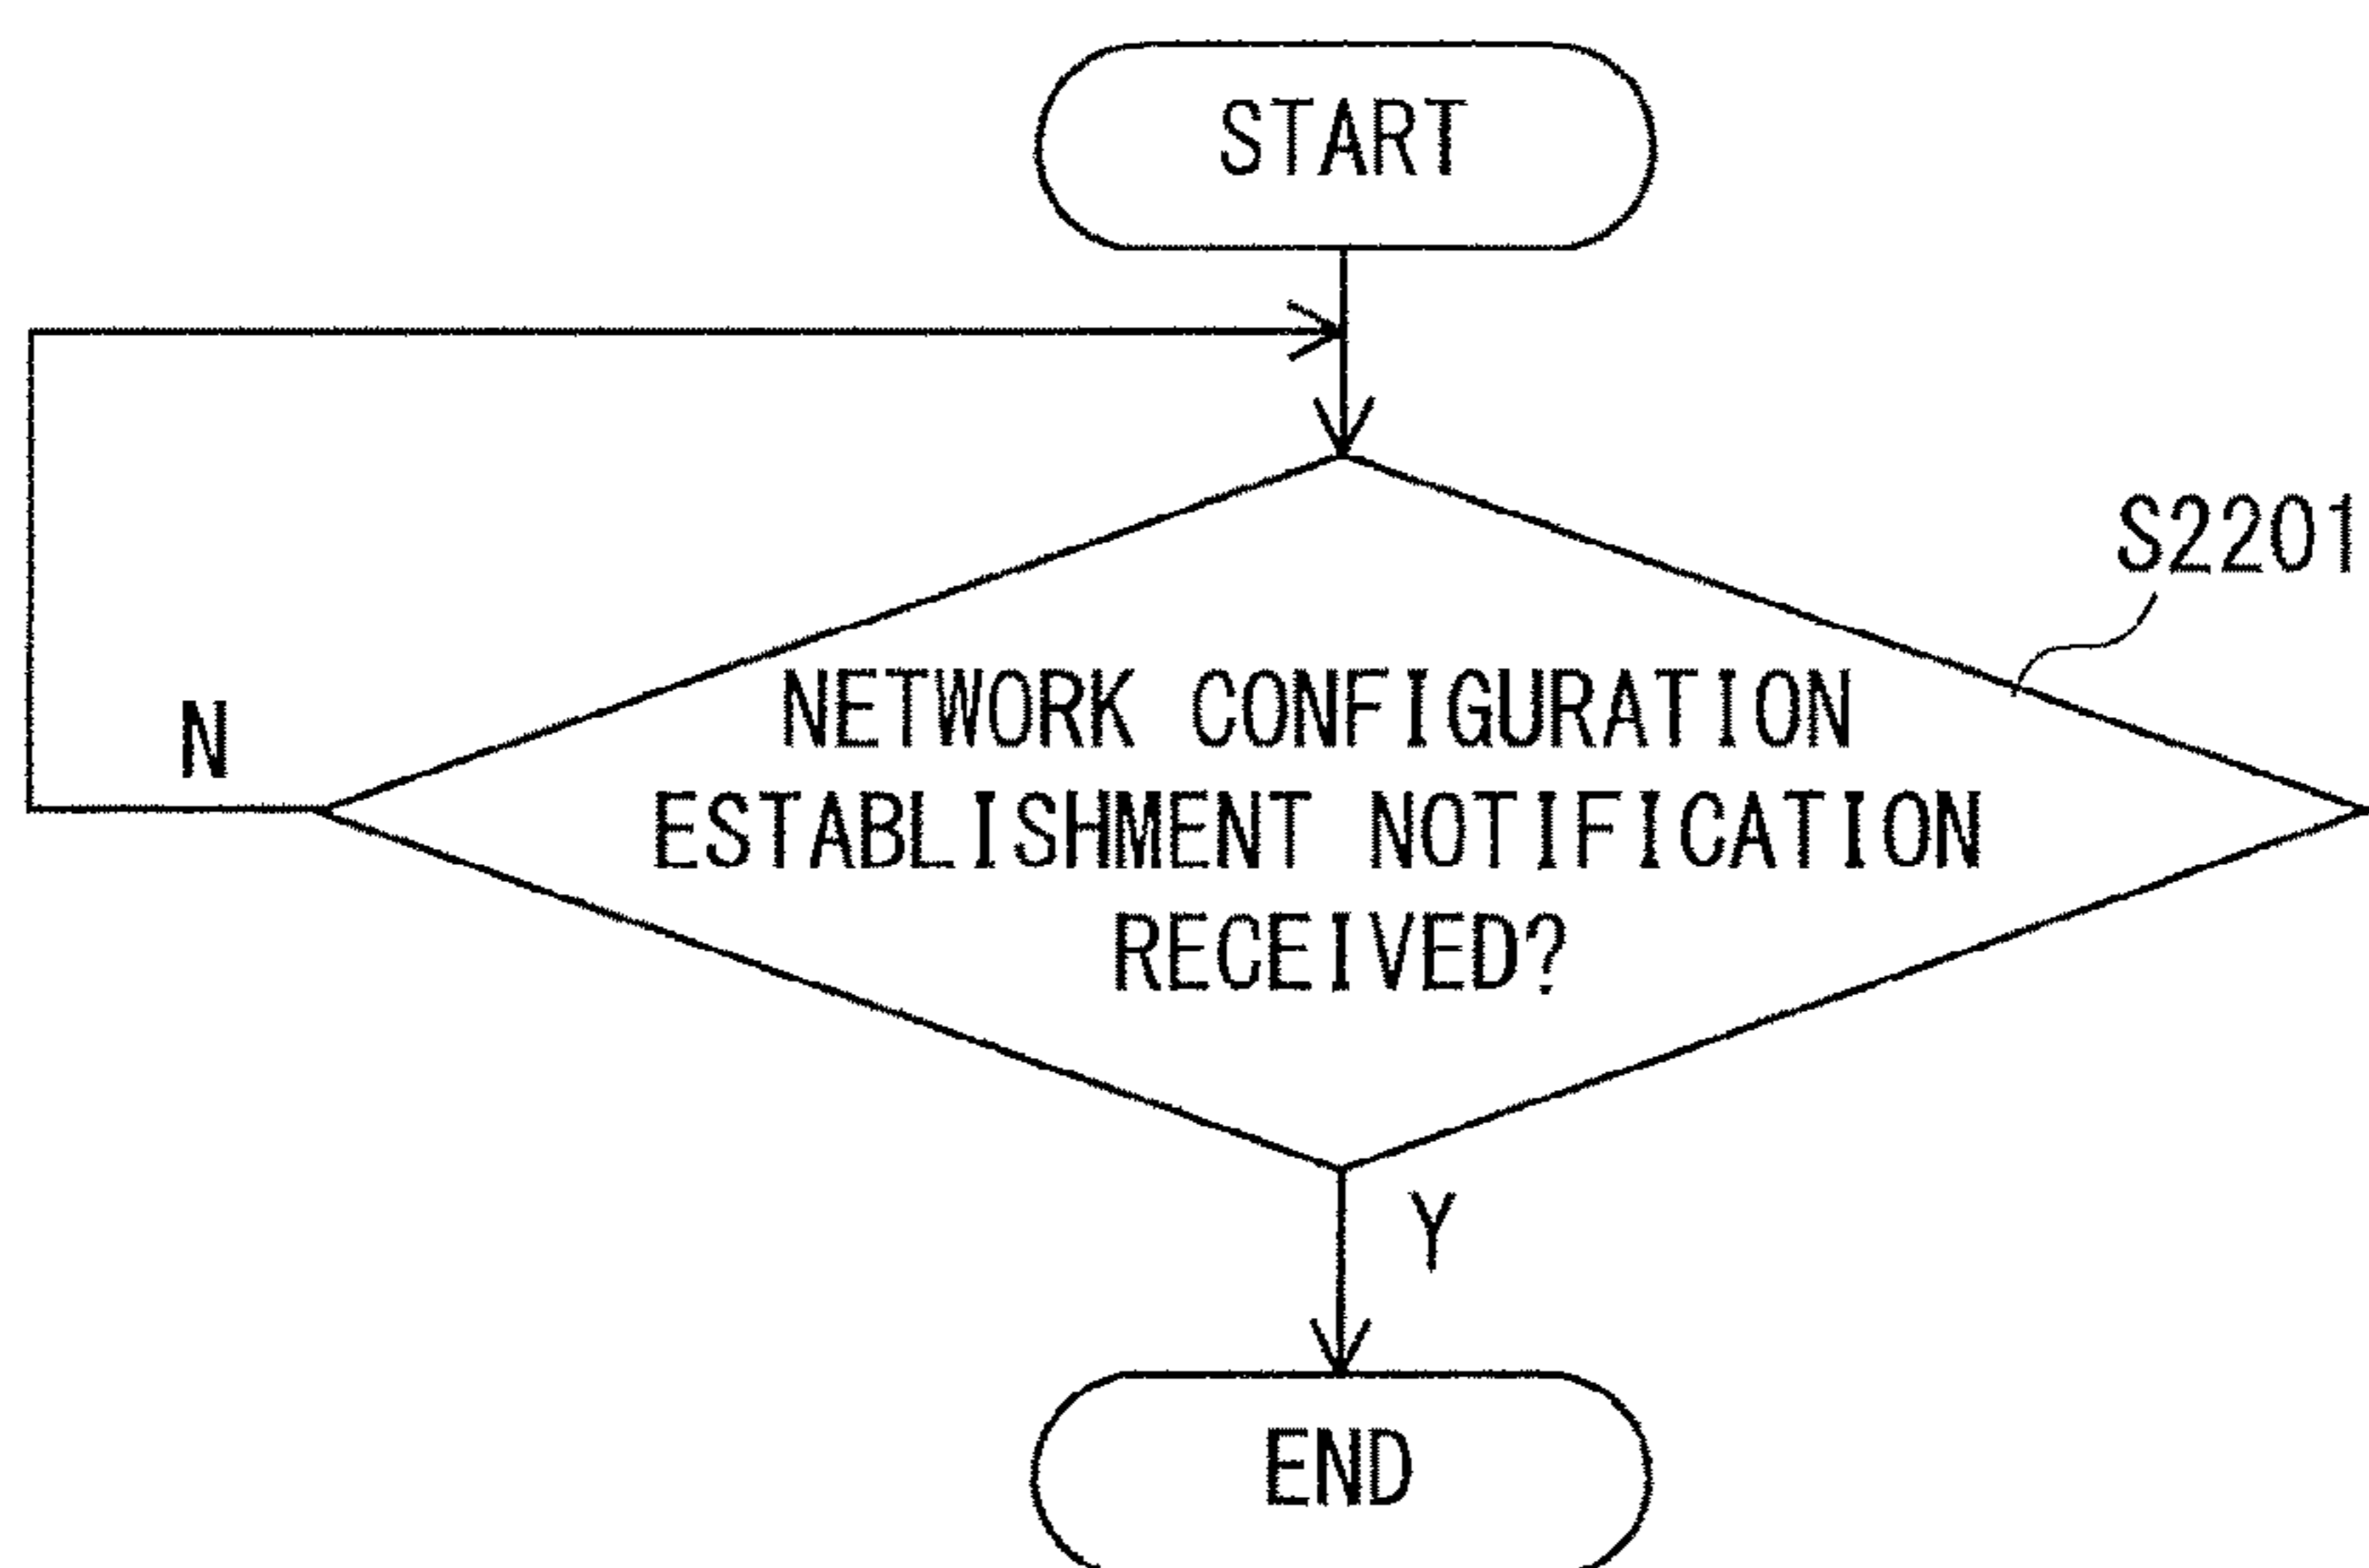 START
S2201
NETWORK CONFIGURATION
ESTABLISHMENT NOTIFICATION
RECEIVED?
N
Y
END